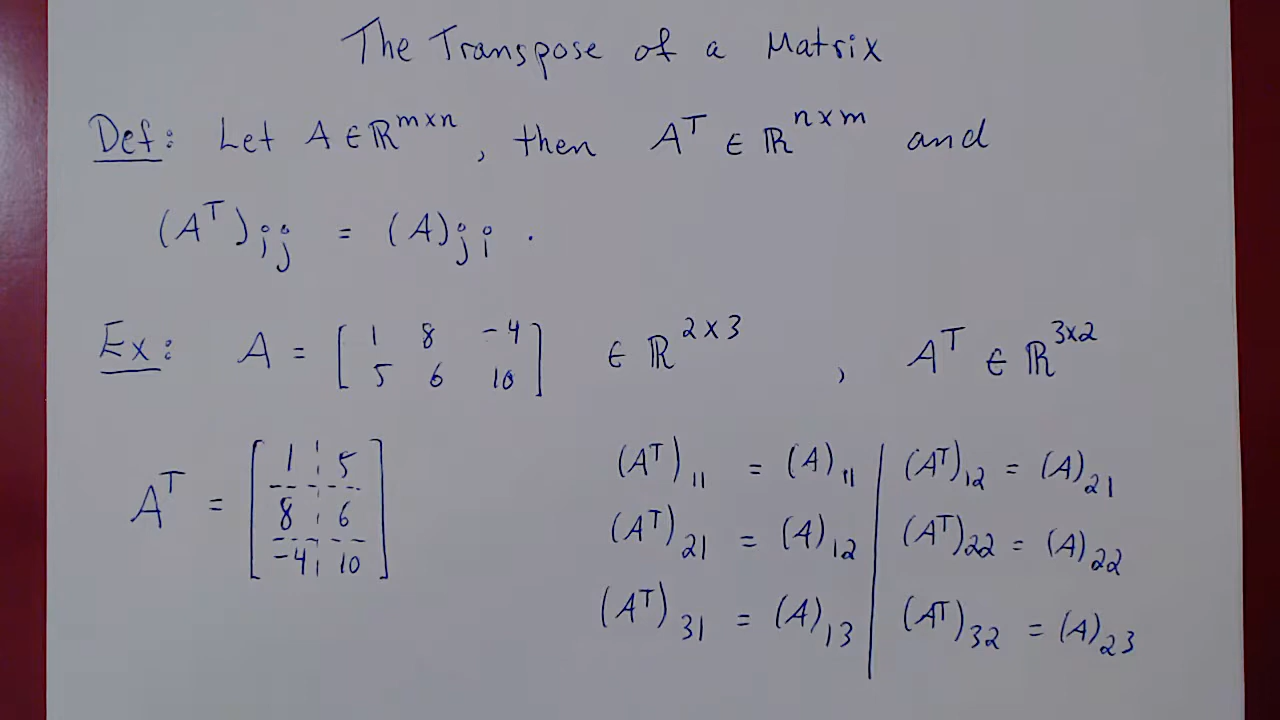 The Transpose of a Matrix
Def: Let A ∈ ℝ^{m×n}, then A^T ∈ ℝ^{n×m} and
(A^T)_{ij} = (A)_{ji}.
Ex: A = [1 8 -4; 5 6 10] ∈ ℝ^{2×3}, A^T ∈ ℝ^{3×2}
A^T = [1 5; 8 6; -4 10]
(A^T)_{11} = (A)_{11} | (A^T)_{12} = (A)_{21}
(A^T)_{21} = (A)_{12} | (A^T)_{22} = (A)_{22}
(A^T)_{31} = (A)_{13} | (A^T)_{32} = (A)_{23}